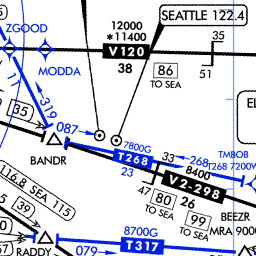 SEATTLE 122.4
ZGOOD
12000
*11400
V120
35
51
38
86
TO SEA
MODDA
17
319
35
087
7800G
T268
23
33
268
8400
TMBOB
T268 7200
V2-298
26
47
80
TO SEA
99
TO SEA
BEEZR
MRA 9000
BANDR
116.8 SEA 115
39
RADDY
8700G
T317
079